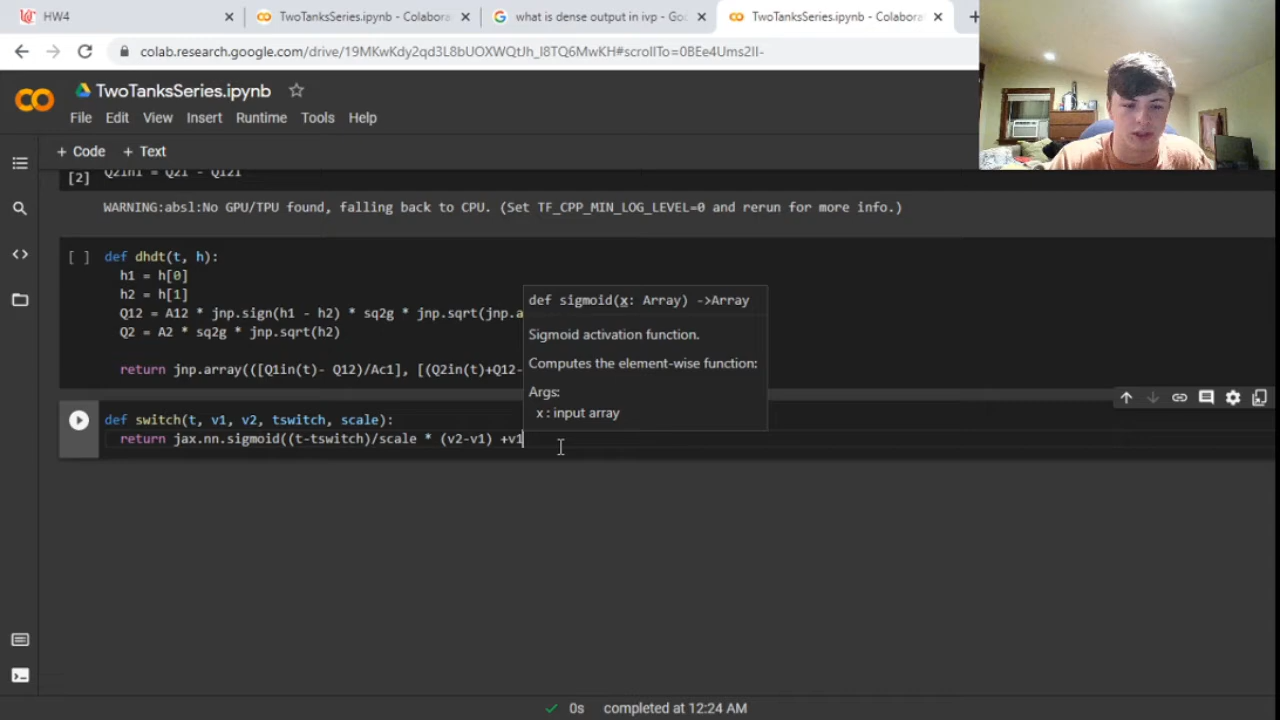 HW4
TwoTanksSeries.ipynb - Colabora
what is dense output in ivp - Goo
TwoTanksSeries.ipynb - Colabora
colab.research.google.com/drive/19MKwKdy2qd3L8bUOXWQtJh_I8TQ6MwKH#scrollTo=0BEe4Ums2II-
TwoTanksSeries.ipynb
File Edit View Insert Runtime Tools Help
+ Code + Text
[2]
WARNING:absl:No GPU/TPU found, falling back to CPU. (Set TF_CPP_MIN_LOG_LEVEL=0 and rerun for more info.)
[ ] def dhdt(t, h):
h1 = h[0]
h2 = h[1]
Q12 = A12 * jnp.sign(h1 - h2) * sq2g * jnp.sqrt(jnp.a
Q2 = A2 * sq2g * jnp.sqrt(h2)
return jnp.array(([Q1in(t)- Q12)/Ac1], [(Q2in(t)+Q12-
def sigmoid(x: Array) ->Array
Sigmoid activation function.
Computes the element-wise function:
Args:
x : input array
def switch(t, v1, v2, tswitch, scale):
return jax.nn.sigmoid((t-tswitch)/scale * (v2-v1) +v1
0s completed at 12:24 AM